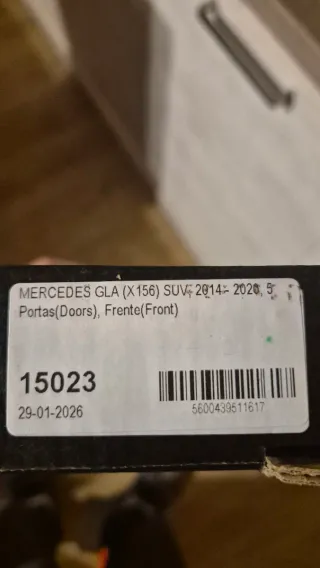 MERCEDES GLA (X156) SUV, 2014 - 2020, 5
Portas(Doors), Frente(Front)
15023
29-01-2026
5600439511617